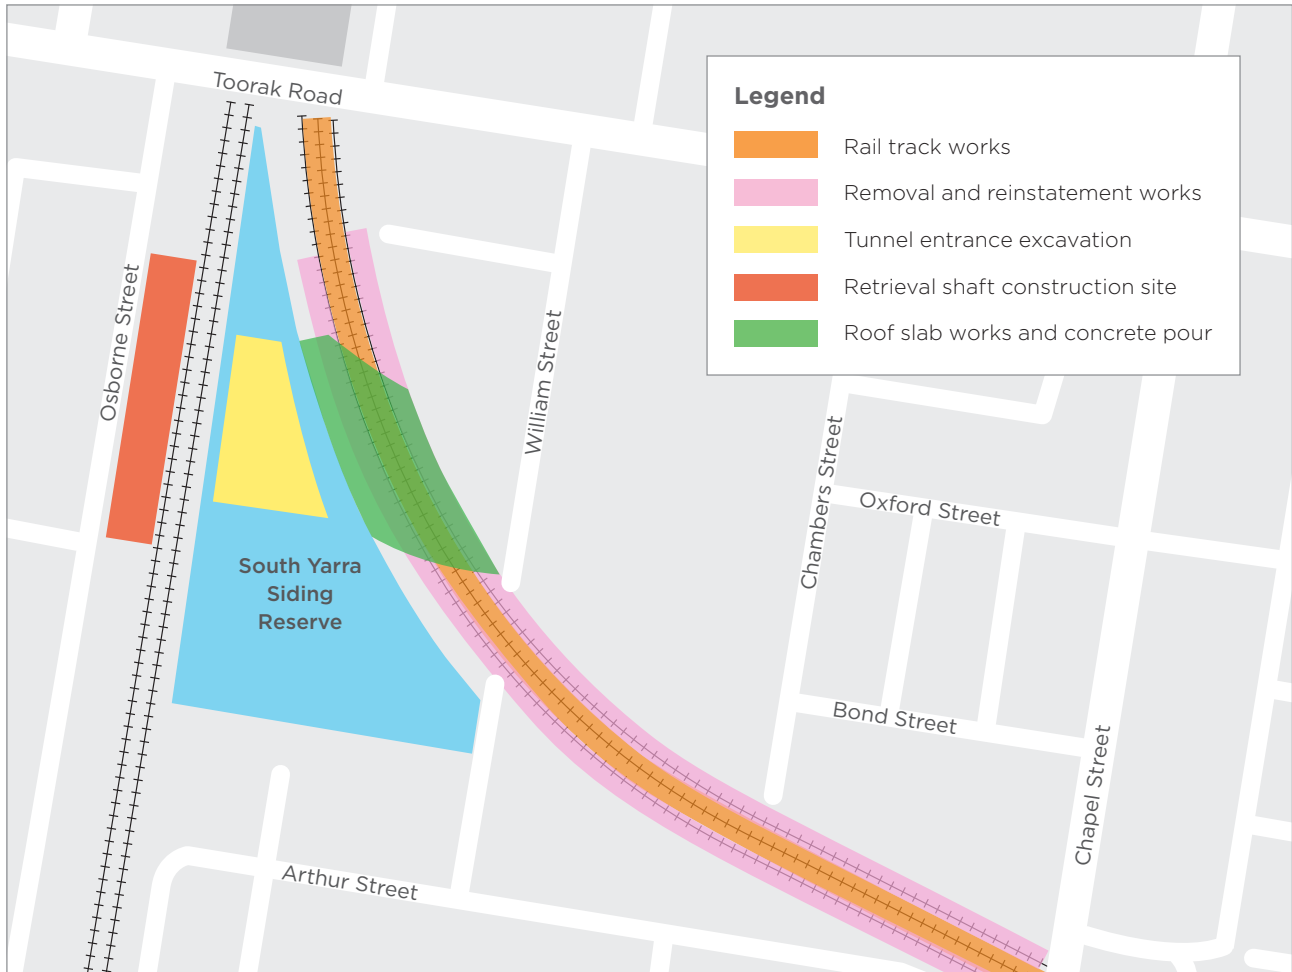 Toorak Road
Legend
Rail track works
Removal and reinstatement works
Tunnel entrance excavation
Retrieval shaft construction site
Roof slab works and concrete pour
Osborne Street
William Street
Chambers Street
Oxford Street
South Yarra
Siding
Reserve
Bond Street
Chapel Street
Arthur Street